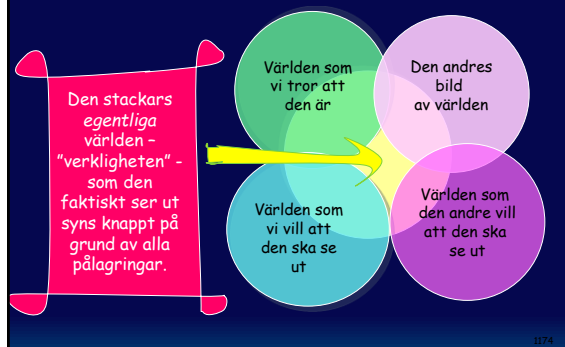 Den stackars
egentliga
världen –
"verkligheten" -
som den
faktiskt ser ut
syns knappt på
grund av alla
pålagringar.
Världen som
vi tror att
den är
Den andres
bild
av världen
Världen som
vi vill att
den ska se
ut
Världen som
den andre vill
att den ska
se ut
1174